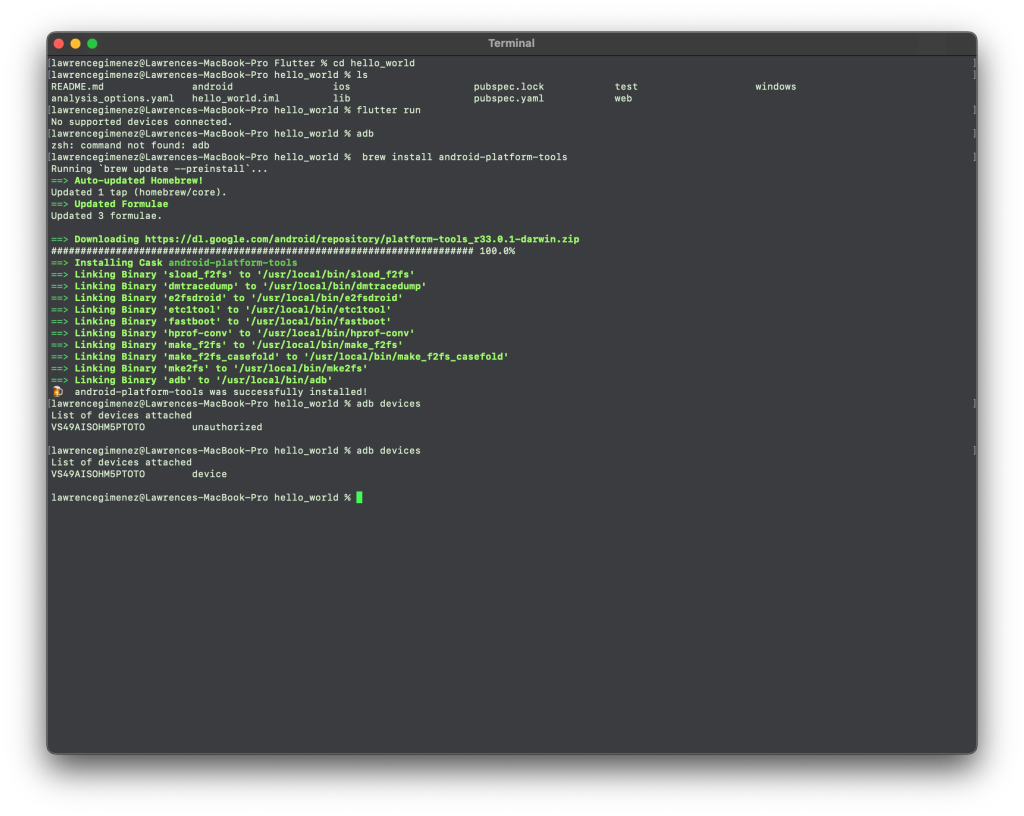 Terminal
[lawrencegimenez@Lawrences-MacBook-Pro Flutter % cd hello_world ]
[lawrencegimenez@Lawrences-MacBook-Pro hello_world % ls ]
README.md android ios pubspec.lock test windows
analysis_options.yaml hello_world.iml lib pubspec.yaml web
[lawrencegimenez@Lawrences-MacBook-Pro hello_world % flutter run ]
No supported devices connected.
[lawrencegimenez@Lawrences-MacBook-Pro hello_world % adb ]
zsh: command not found: adb
[lawrencegimenez@Lawrences-MacBook-Pro hello_world %  brew install android-platform-tools ]
Running `brew update --preinstall`...
==> Auto-updated Homebrew!
Updated 1 tap (homebrew/core).
==> Updated Formulae
Updated 3 formulae.
==> Downloading https://dl.google.com/android/repository/platform-tools_r33.0.1-darwin.zip
######################################################################## 100.0%
==> Installing Cask android-platform-tools
==> Linking Binary 'sload_f2fs' to '/usr/local/bin/sload_f2fs'
==> Linking Binary 'dmtracedump' to '/usr/local/bin/dmtracedump'
==> Linking Binary 'e2fsdroid' to '/usr/local/bin/e2fsdroid'
==> Linking Binary 'etc1tool' to '/usr/local/bin/etc1tool'
==> Linking Binary 'fastboot' to '/usr/local/bin/fastboot'
==> Linking Binary 'hprof-conv' to '/usr/local/bin/hprof-conv'
==> Linking Binary 'make_f2fs' to '/usr/local/bin/make_f2fs'
==> Linking Binary 'make_f2fs_casefold' to '/usr/local/bin/make_f2fs_casefold'
==> Linking Binary 'mke2fs' to '/usr/local/bin/mke2fs'
==> Linking Binary 'adb' to '/usr/local/bin/adb'
🍺  android-platform-tools was successfully installed!
[lawrencegimenez@Lawrences-MacBook-Pro hello_world % adb devices ]
List of devices attached
VS49AISOHM5PTOTO unauthorized
[lawrencegimenez@Lawrences-MacBook-Pro hello_world % adb devices ]
List of devices attached
VS49AISOHM5PTOTO device
lawrencegimenez@Lawrences-MacBook-Pro hello_world %